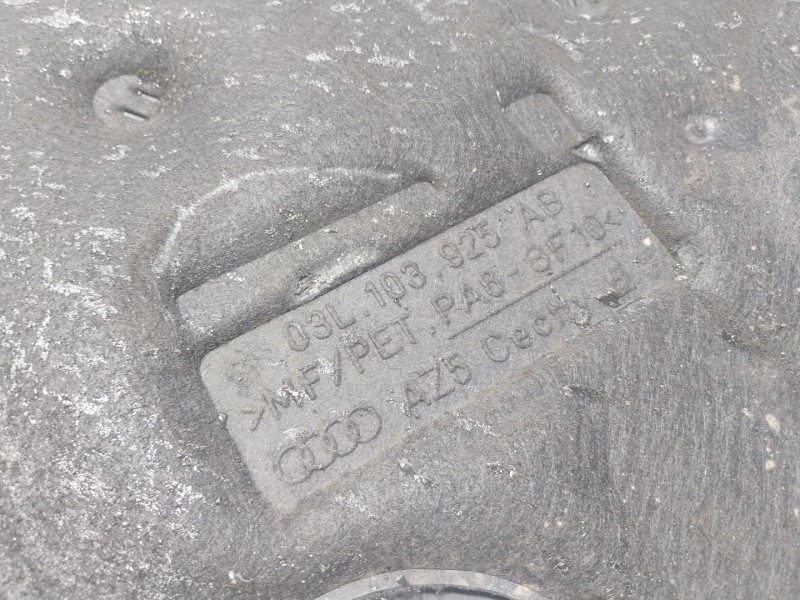 03L.103.925 AB
>MF/PET.PA6-GF10<
AZ5 Cechy